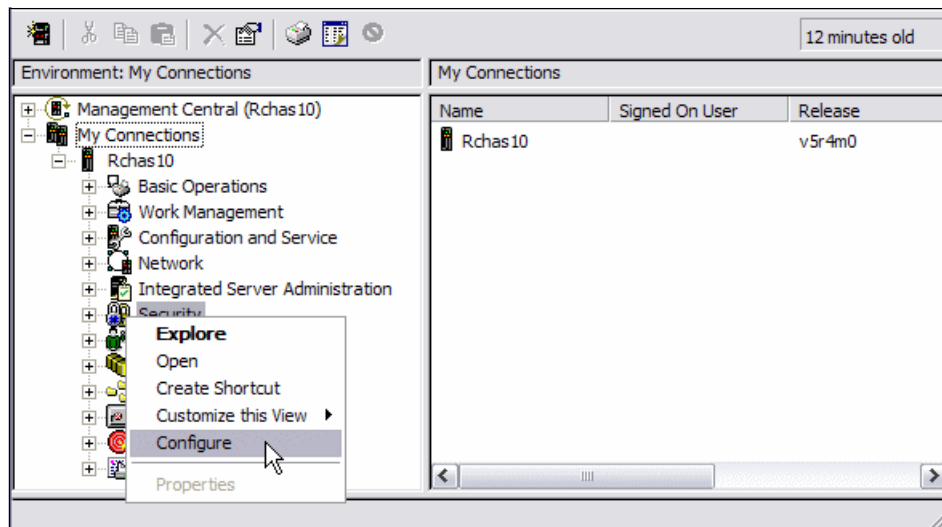 12 minutes old
Environment: My Connections
My Connections
Management Central (Rchas10)
My Connections
Rchas10
Basic Operations
Work Management
Configuration and Service
Network
Integrated Server Administration
Security
Explore
Open
Create Shortcut
Customize this View
Configure
Properties
Name Signed On User Release
Rchas10 v5r4m0